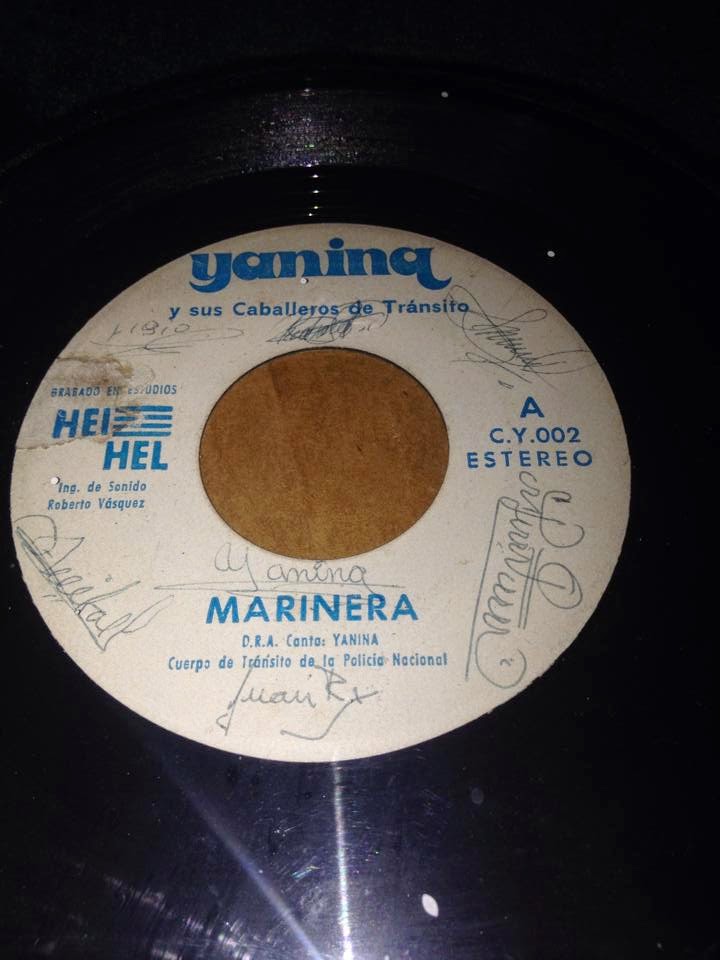 yanina
y sus Caballeros de Tránsito
GRABADO EN ESTUDIOS
HEI
HEL
Ing. de Sonido
Roberto Vásquez
A
C.Y.002
ESTEREO
Yanina
MARINERA
D.R.A. Canta: YANINA
Cuerpo de Tránsito de la Policía Nacional